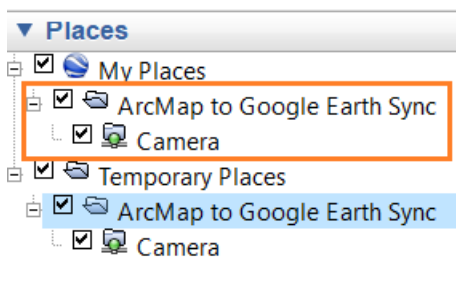 Places
My Places
ArcMap to Google Earth Sync
Camera
Temporary Places
ArcMap to Google Earth Sync
Camera